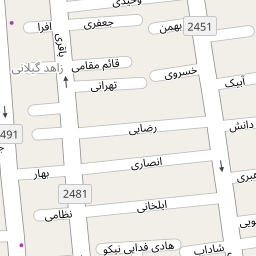 وحیدی
جعفری
افرا
بهمن
2451
باقری
قائم مقامی
زاهد گیلانی
خسروی
آبیک
تهرانی
رضایی
دانش
491
انصاری
بهار
2481
ایلخانی
نظامی
هادی فدایی نیکو
شاداب